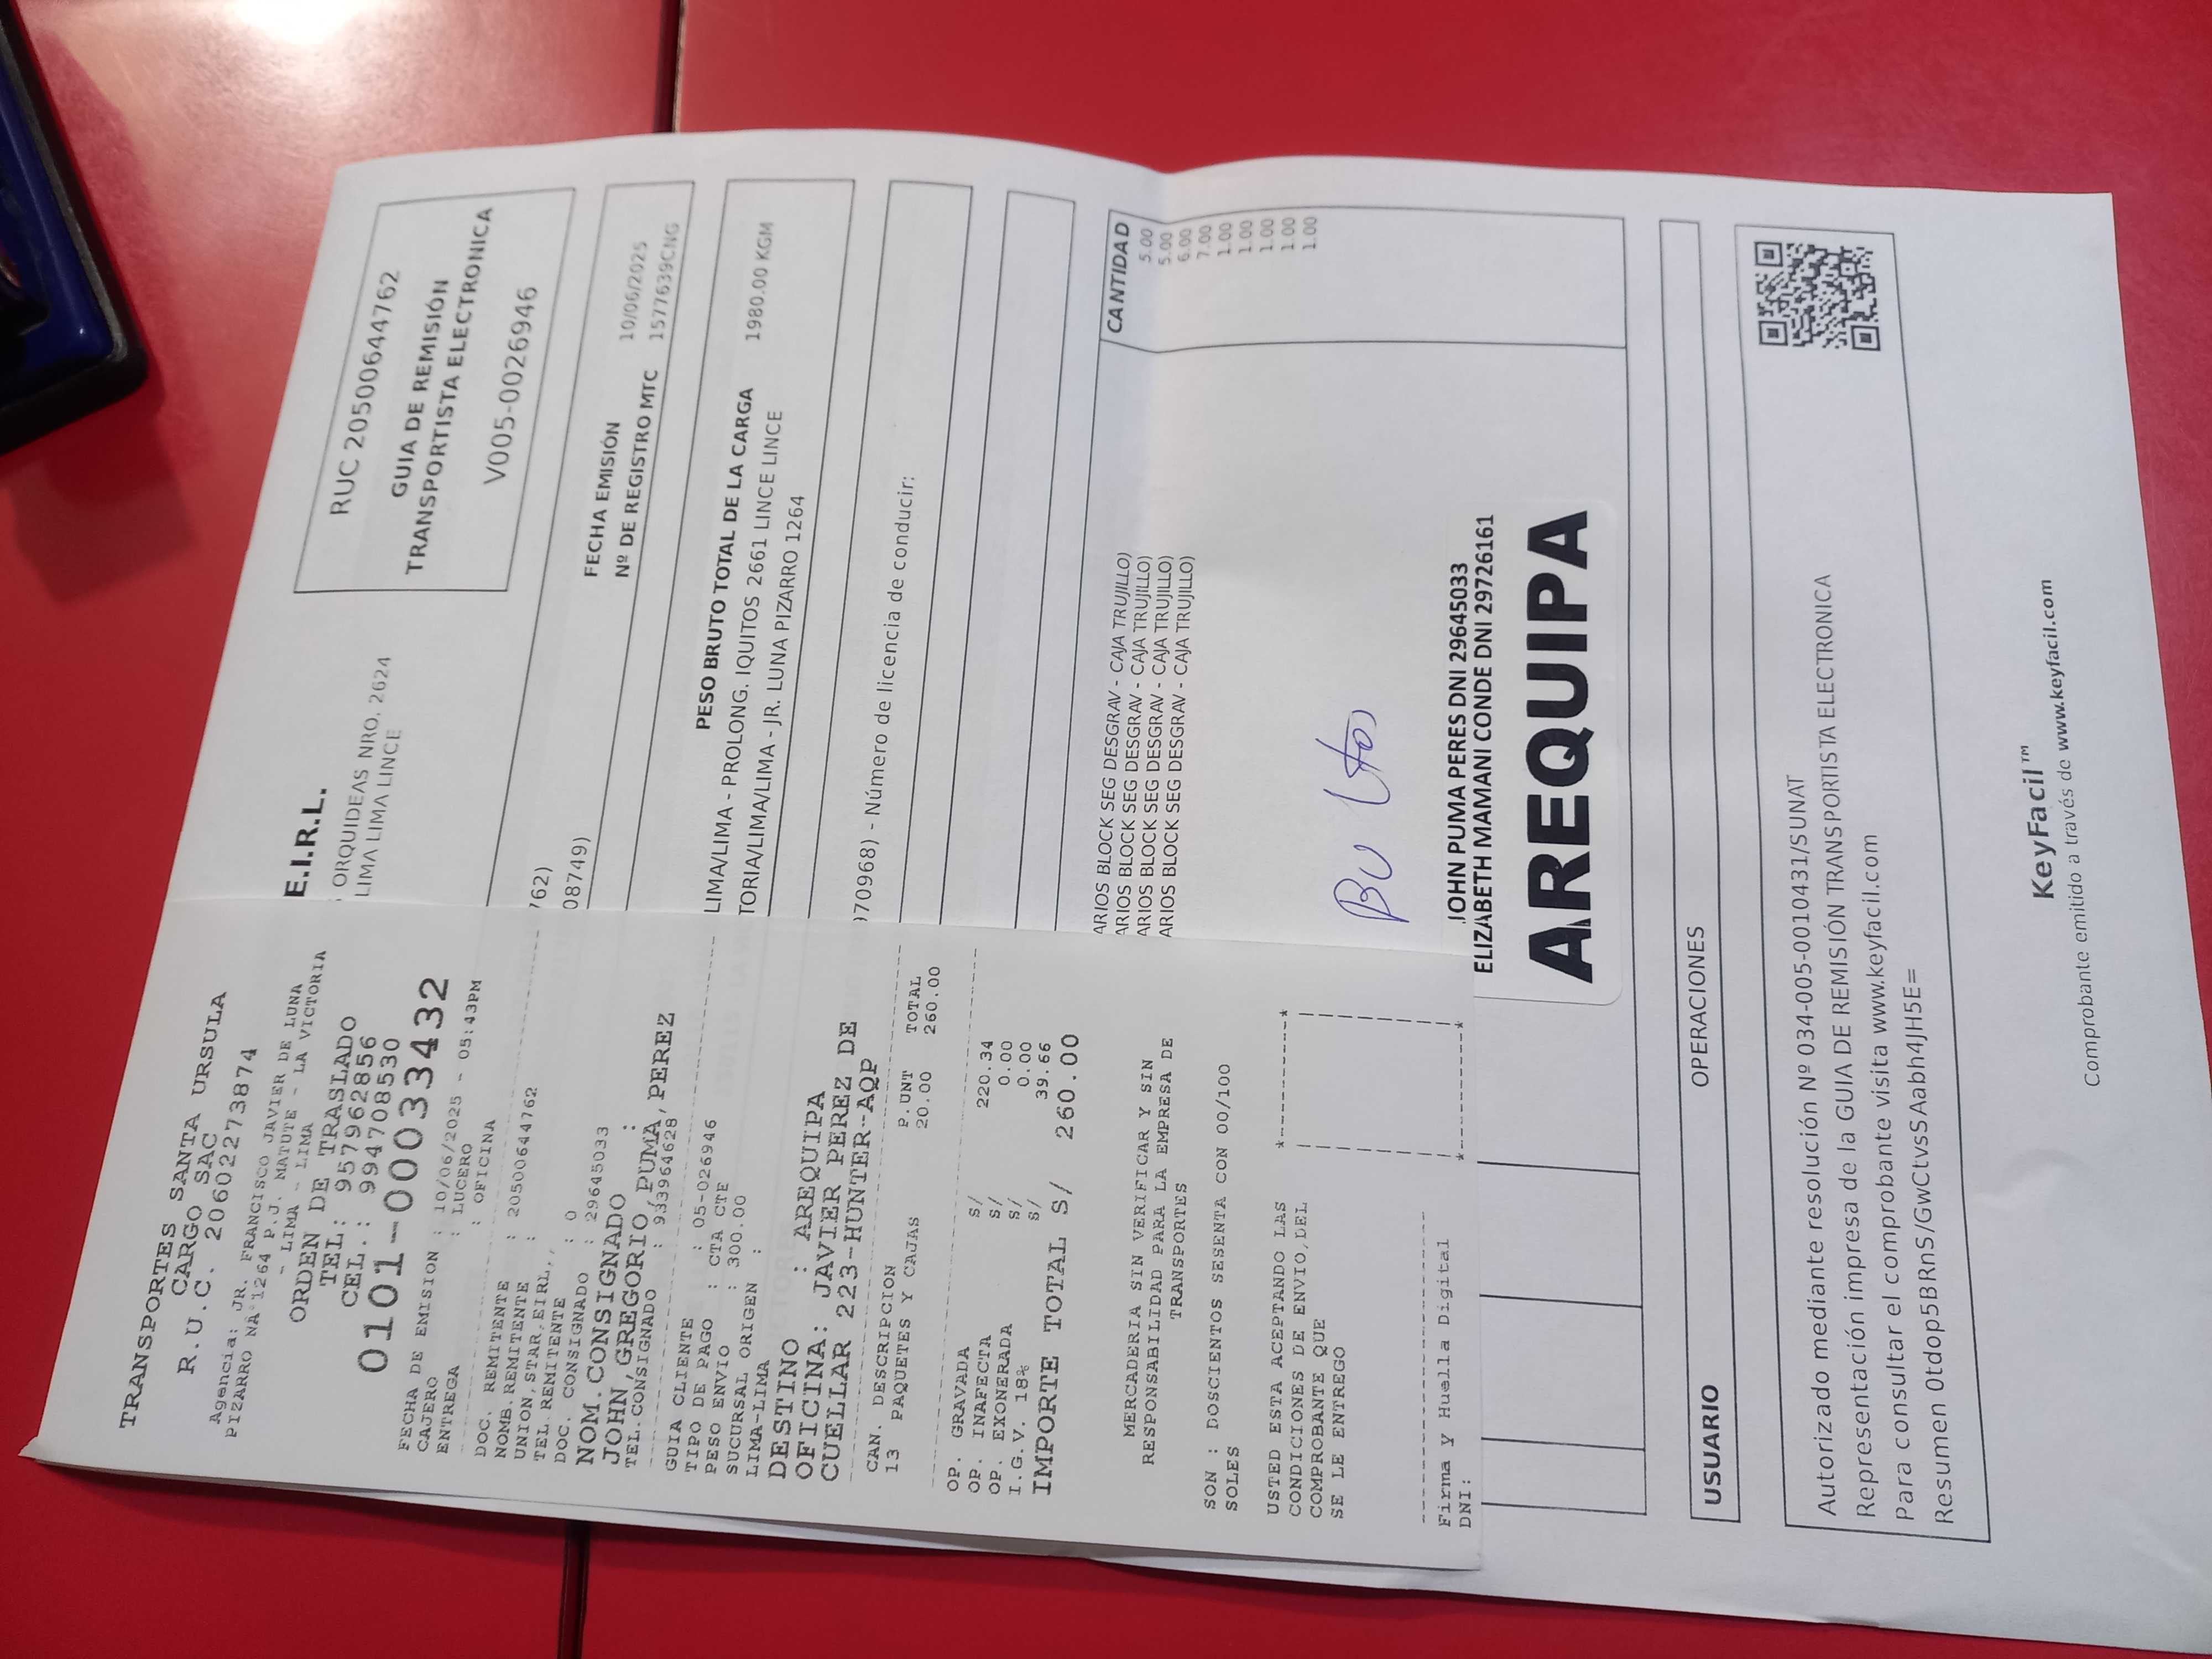 TRANSPORTES SANTA URSULA
CARGO SAC
R.U.C. 20602273874
Agencia: JR. FRANCISCO JAVIER DE LUNA
PIZARRO NÂ°1264 P.J. MATUTE - LA VICTORIA
- LIMA - LIMA
ORDEN DE TRASLADO
TEL: 957962856
CEL.: 994708530
0101-00033432
FECHA DE EMISION : 10/06/2025 - 05:43PM
CAJERO : LUCERO
ENTREGA : OFICINA
DOC. REMITENTE : 20500644762
NOMB.REMITENTE :
UNION,STAR,EIRL,,
TEL.REMITENTE :
DOC. CONSIGNADO : 0
: 29645033
NOM.CONSIGNADO :
JOHN,GREGORIO,PUMA,PEREZ
TEL.CONSIGNADO : 933964628
GUIA CLIENTE : 05-026946
TIPO DE PAGO : CTA CTE
PESO ENVIO : 300.00
SUCURSAL ORIGEN :
LIMA-LIMA
DESTINO : AREQUIPA
OFICINA: JAVIER PEREZ DE
CUELLAR 223-HUNTER-AQP
CAN. DESCRIPCION P.UNT TOTAL
13 PAQUETES Y CAJAS 20.00 260.00
OP. GRAVADA S/ 220.34
OP. INAFECTA S/ 0.00
OP. EXONERADA S/ 0.00
I.G.V. 18% S/ 39.66
IMPORTE TOTAL S/ 260.00
MERCADERIA SIN VERIFICAR Y SIN
RESPONSABILIDAD PARA LA EMPRESA DE
TRANSPORTES
SON : DOSCIENTOS SESENTA CON 00/100
SOLES
USTED ESTA ACEPTANDO LAS
CONDICIONES DE ENVIO,DEL
COMPROBANTE QUE
SE LE ENTREGO
Firma Y Huella Digital
DNI:
E.I.R.L.
ORQUIDEAS NRO. 2624
LIMA LIMA LINCE
RUC 20500644762
GUIA DE REMISIÓN
TRANSPORTISTA ELECTRONICA
V005-0026946
762)
08749)
FECHA EMISIÓN 10/06/2025
Nº DE REGISTRO MTC 1577639CNG
PESO BRUTO TOTAL DE LA CARGA 1980.00 KGM
LIMA/LIMA - PROLONG. IQUITOS 2661 LINCE LINCE
TORIA/LIMA/LIMA - JR. LUNA PIZARRO 1264
970968) - Número de licencia de conducir:
CANTIDAD
ARIOS BLOCK SEG DESGRAV - CAJA TRUJILLO) 5.00
ARIOS BLOCK SEG DESGRAV - CAJA TRUJILLO) 5.00
ARIOS BLOCK SEG DESGRAV - CAJA TRUJILLO) 6.00
ARIOS BLOCK SEG DESGRAV - CAJA TRUJILLO) 7.00
1.00
1.00
1.00
1.00
1.00
Bultos
JOHN PUMA PERES DNI 29645033
ELIZABETH MAMANI CONDE DNI 29726161
AREQUIPA
USUARIO OPERACIONES
Autorizado mediante resolución Nº 034-005-0010431/SUNAT
Representación impresa de la GUIA DE REMISIÓN TRANSPORTISTA ELECTRONICA
Para consultar el comprobante visita www.keyfacil.com
Resumen 0tdop5BRnS/GwCtvsSAabh4JH5E=
KeyFacil™
Comprobante emitido a través de www.keyfacil.com